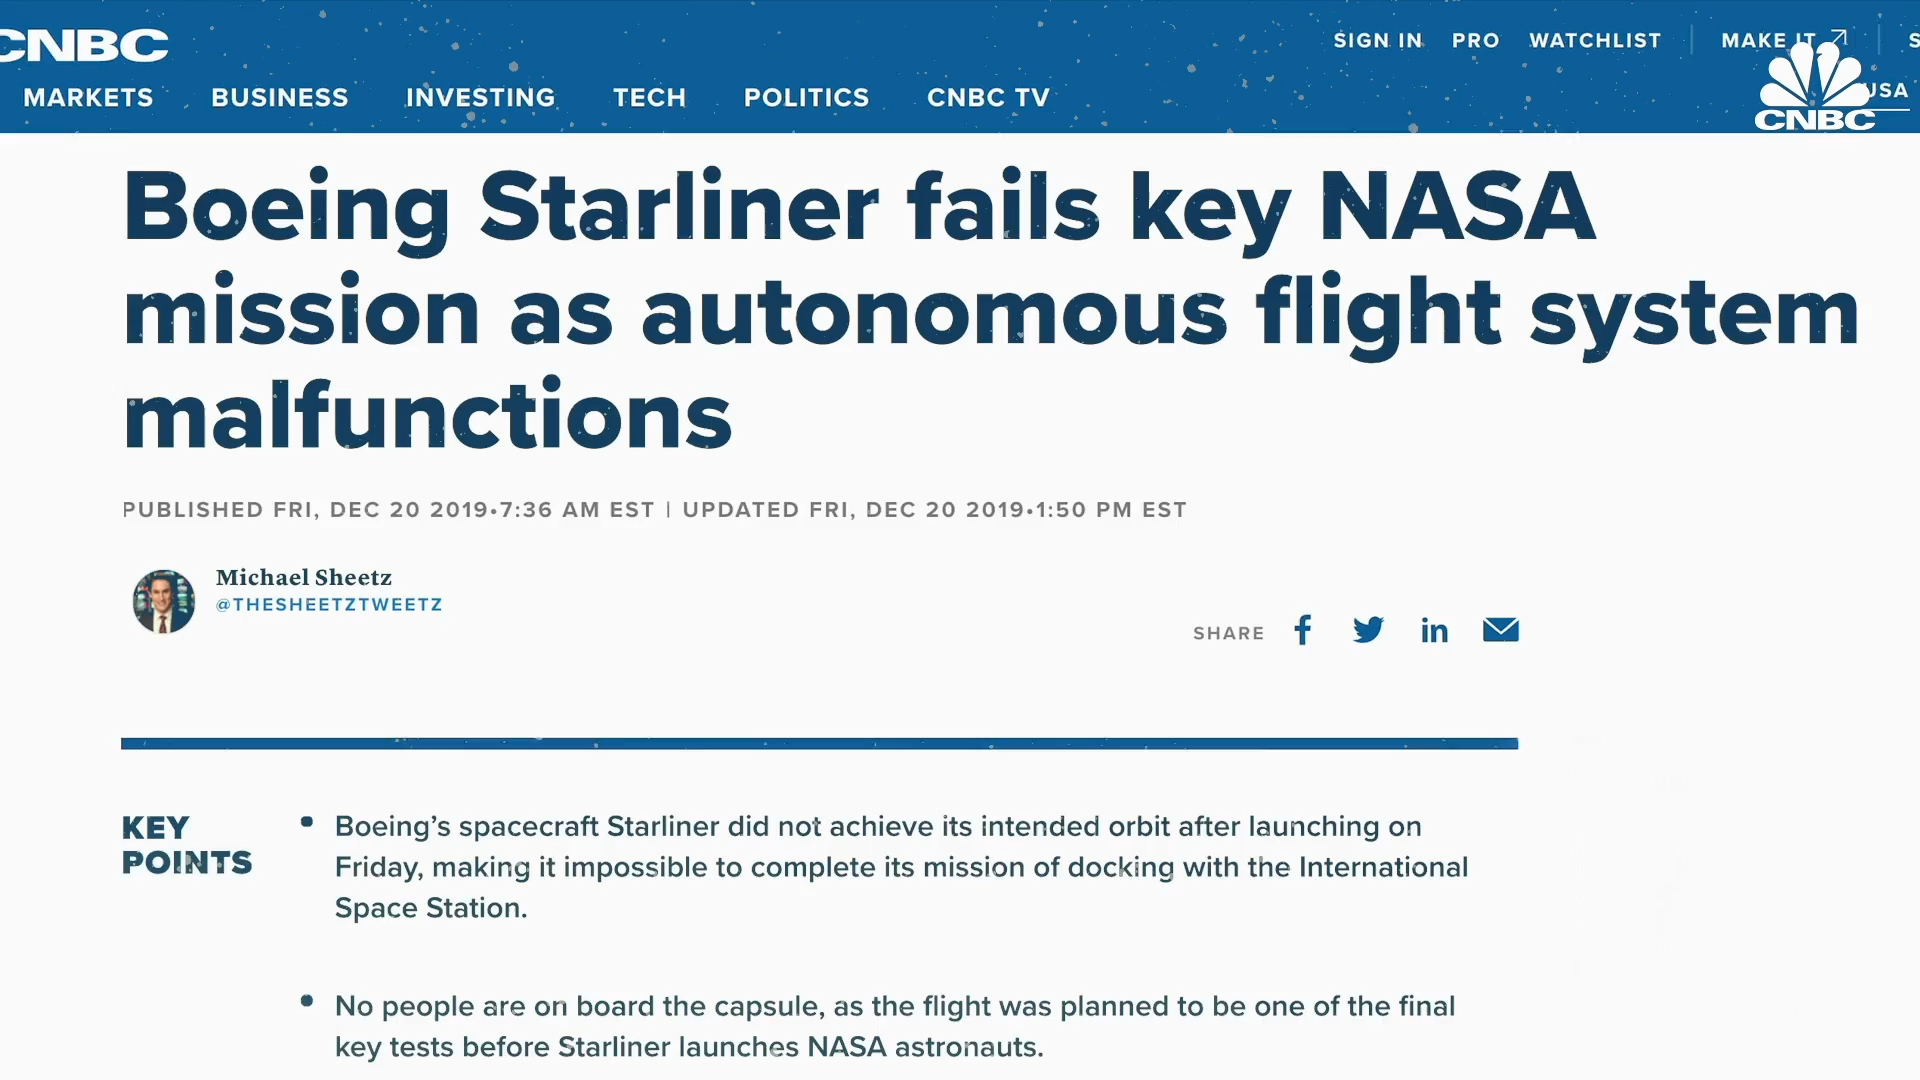 CNBC
SIGN IN PRO WATCHLIST MAKE IT
MARKETS BUSINESS INVESTING TECH POLITICS CNBC TV
USA
CNBC
Boeing Starliner fails key NASA
mission as autonomous flight system
malfunctions
PUBLISHED FRI, DEC 20 2019•7:36 AM EST | UPDATED FRI, DEC 20 2019•1:50 PM EST
Michael Sheetz
@THESHEETZTWEETZ
SHARE f in
KEY
POINTS
• Boeing’s spacecraft Starliner did not achieve its intended orbit after launching on
Friday, making it impossible to complete its mission of docking with the International
Space Station.
• No people are on board the capsule, as the flight was planned to be one of the final
key tests before Starliner launches NASA astronauts.